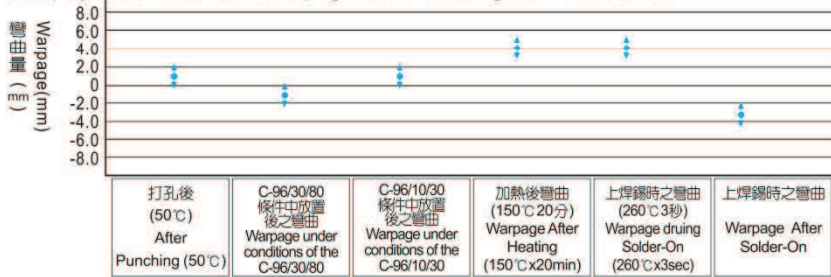 彎曲量 (mm)
Warpage(mm)
8.0
6.0
4.0
2.0
0
-2.0
-4.0
-6.0
-8.0
打孔後
(50℃)
After
Punching (50℃)
C-96/30/80
條件中放置
後之彎曲
Warpage under
conditions of the
C-96/30/80
C-96/10/30
條件中放置
後之彎曲
Warpage under
conditions of the
C-96/10/30
加熱後彎曲
(150℃20分)
Warpage After
Heating
(150℃x20min)
上焊錫時之彎曲
(260℃3秒)
Warpage druing
Solder-On
(260℃x3sec)
上焊錫時之彎曲
Warpage After
Solder-On